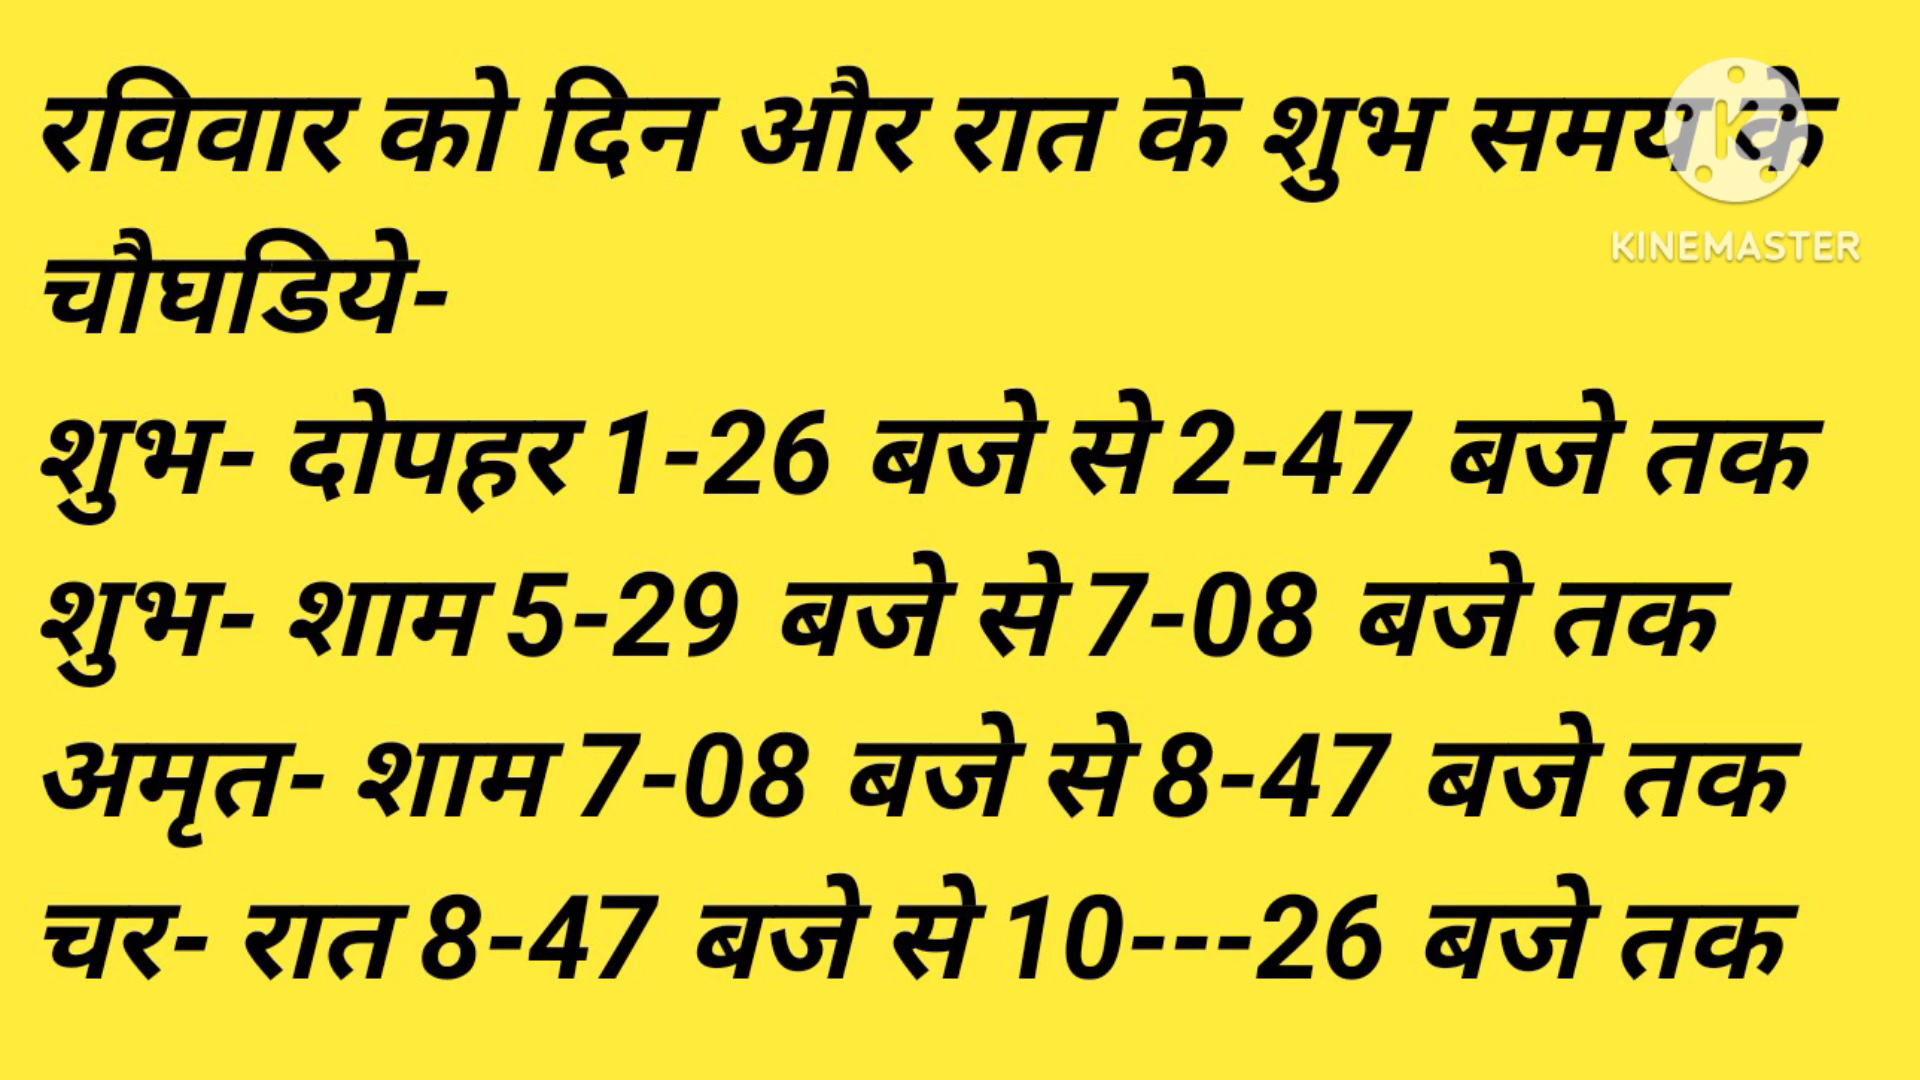 रविवार को दिन और रात के शुभ समय के
चौघडिये-
शुभ- दोपहर 1-26 बजे से 2-47 बजे तक
शुभ- शाम 5-29 बजे से 7-08 बजे तक
अमृत- शाम 7-08 बजे से 8-47 बजे तक
चर- रात 8-47 बजे से 10---26 बजे तक
K
KINEMASTER